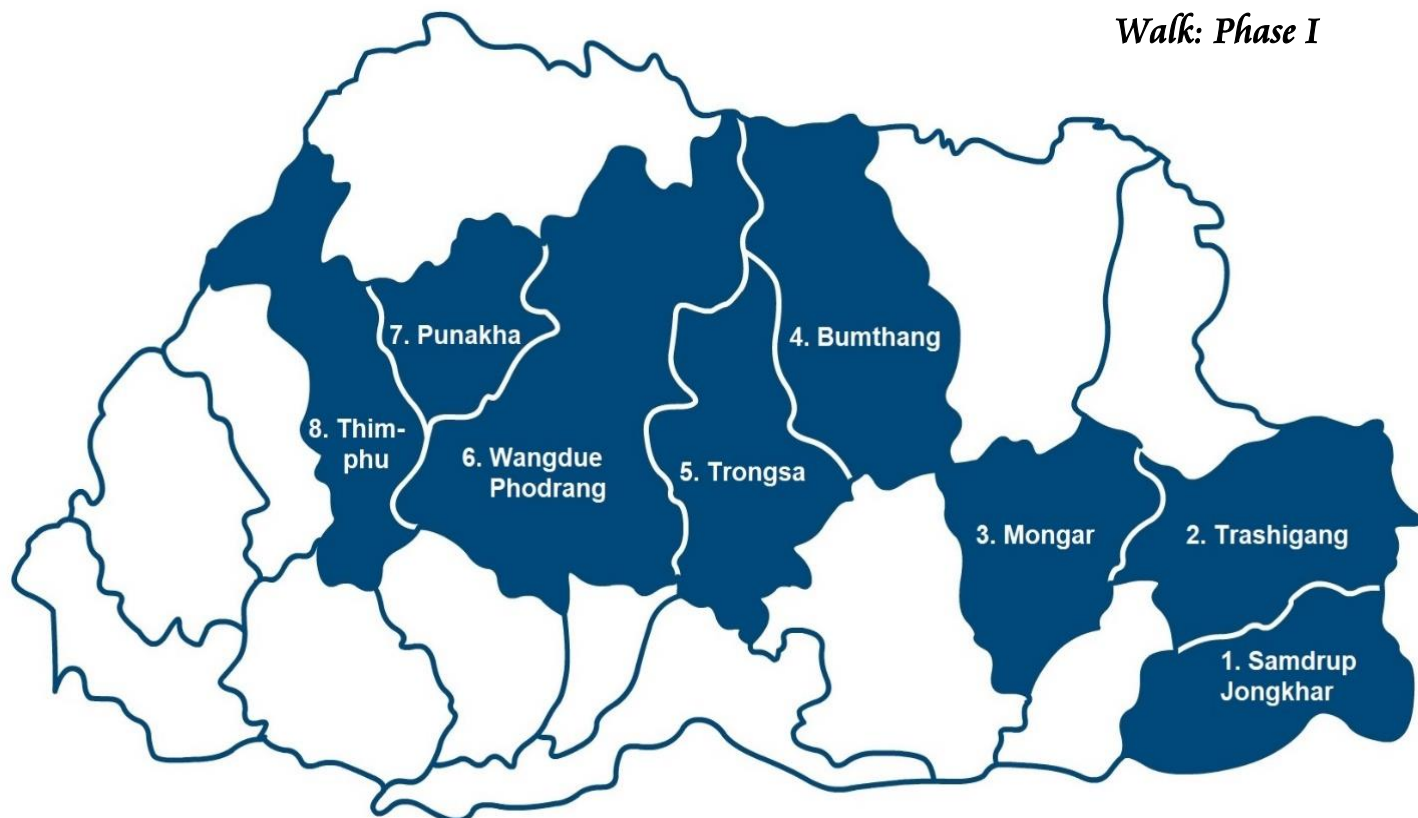 Walk: Phase I
7. Punakha
4. Bumthang
8. Thim-
phu
6. Wangdue
Phodrang
5. Trongsa
3. Mongar
2. Trashigang
1. Samdrup
Jongkhar